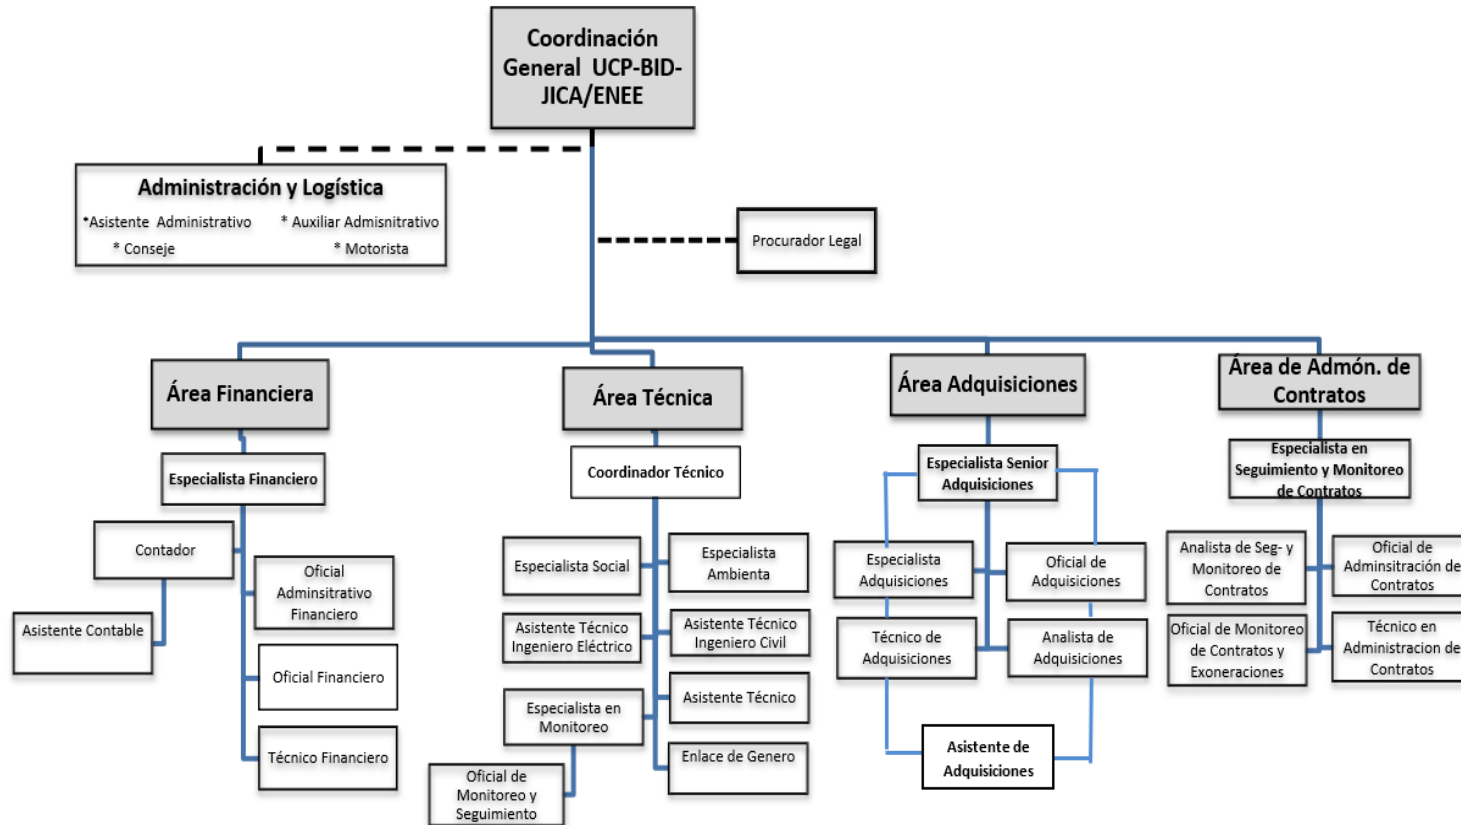 Coordinación
General UCP-BID-
JICA/ENEE
Administración y Logística
*Asistente Administrativo * Auxiliar Admisnitrativo
* Conseje * Motorista
Procurador Legal
Área Financiera
Especialista Financiero
Contador
Asistente Contable
Oficial
Adminsitrativo
Financiero
Oficial Financiero
Técnico Financiero
Área Técnica
Coordinador Técnico
Especialista Social
Especialista
Ambienta
Asistente Técnico
Ingeniero Eléctrico
Asistente Técnico
Ingeniero Civil
Especialista en
Monitoreo
Asistente Técnico
Oficial de
Monitoreo y
Seguimiento
Enlace de Genero
Área Adquisiciones
Especialista Senior
Adquisiciones
Especialista
Adquisiciones
Oficial de
Adquisiciones
Técnico de
Adquisiciones
Analista de
Adquisiciones
Asistente de
Adquisiciones
Área de Admón. de
Contratos
Especialista en
Seguimiento y Monitoreo
de Contratos
Analista de Seg- y
Monitoreo de
Contratos
Oficial de
Adminsitración de
Contratos
Oficial de Monitoreo
de Contratos y
Exoneraciones
Técnico en
Administracion de
Contratos